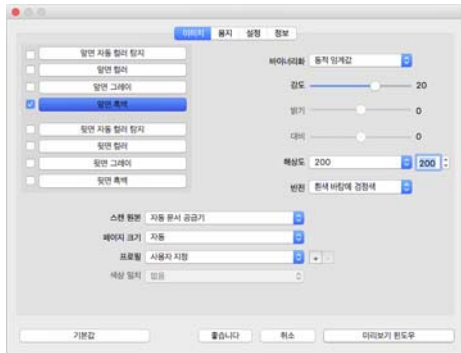 이미지 용지 설정 정보
앞면 자동 컬러 탐지
앞면 컬러
앞면 그레이
앞면 흑백
뒷면 자동 컬러 탐지
뒷면 컬러
뒷면 그레이
뒷면 흑백
바이너리화 동적 임계값
감도 20
밝기 0
대비 0
해상도 200 200
반전 흰색 바탕에 검정색
스캔 원본 자동 문서 공급기
페이지 크기 자동
프로필 사용자 지정 + -
색상 일치 없음
기본값 좋습니다 취소 미리보기 윈도우